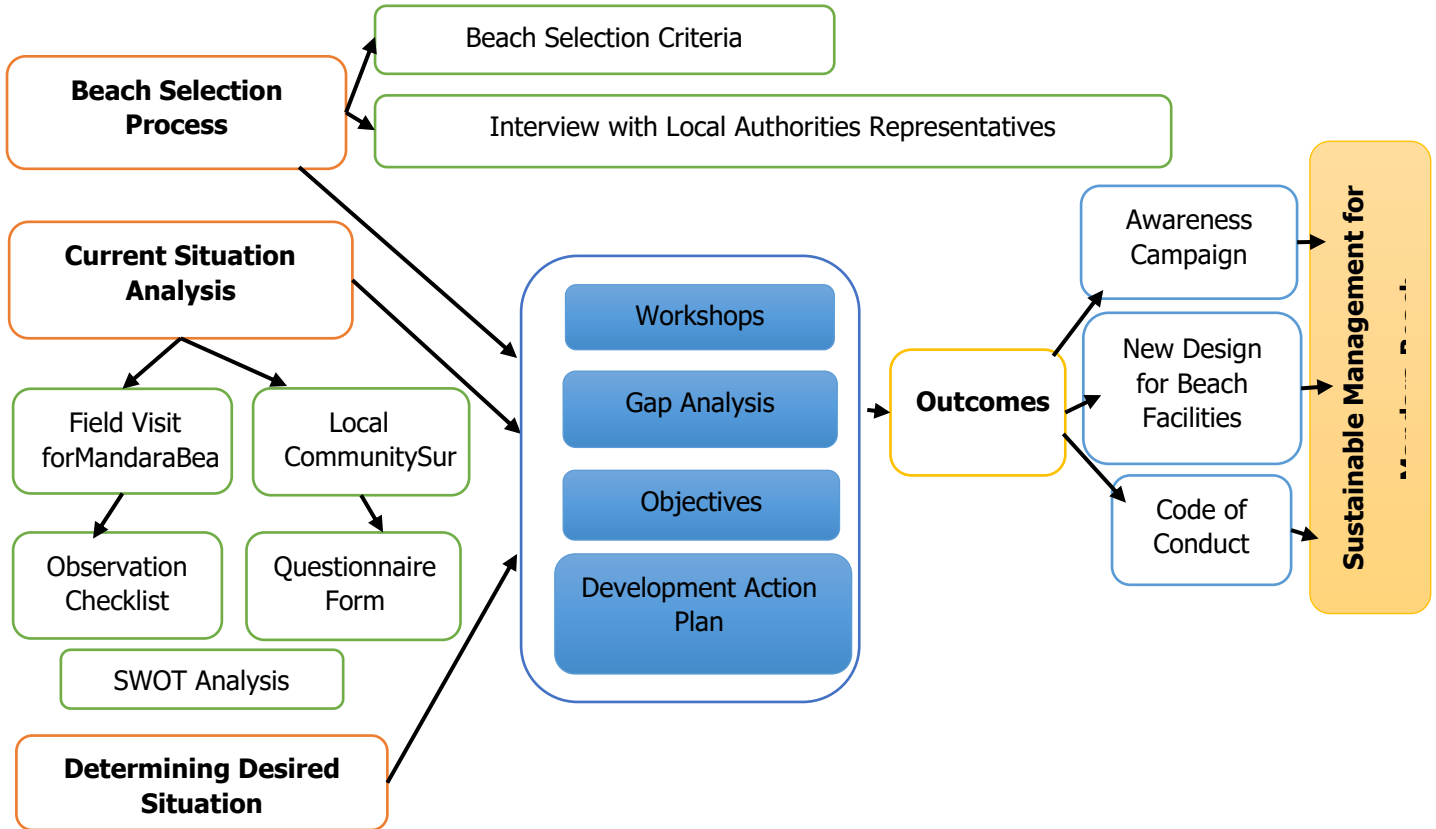 Beach Selection Criteria
Beach Selection
Process
Interview with Local Authorities Representatives
Current Situation
Analysis
Field Visit
forMandaraBea
Local
CommunitySur
Observation
Checklist
Questionnaire
Form
SWOT Analysis
Determining Desired
Situation
Workshops
Gap Analysis
Objectives
Development Action
Plan
Outcomes
Awareness
Campaign
New Design
for Beach
Facilities
Code of
Conduct
Sustainable Management for